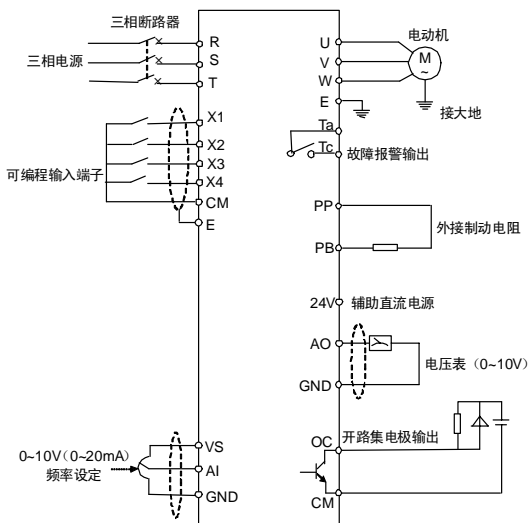 三相断路器
R
三相电源
S
T
X1
X2
X3
可编程输入端子
X4
CM
E
0~10V(0~20mA)
频率设定
VS
AI
GND
电动机
U
V
M
~
W
E
接大地
Ta
Tc
故障报警输出
PP
外接制动电阻
PB
24V
辅助直流电源
AO
电压表（0~10V）
GND
OC
开路集电极输出
CM